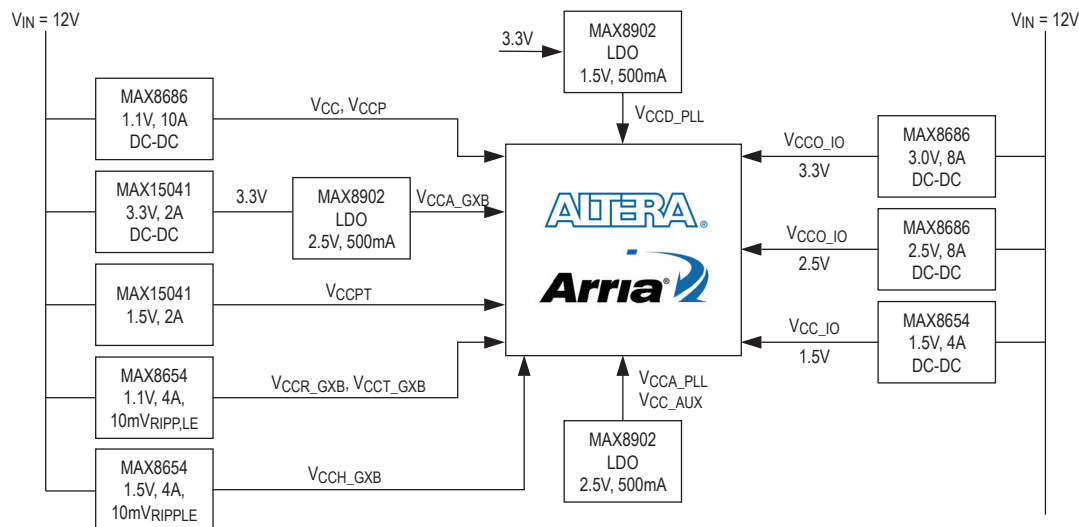 VIN = 12V
MAX8686
1.1V, 10A
DC-DC
VCC, VCCP
MAX15041
3.3V, 2A
DC-DC
3.3V
MAX8902
LDO
2.5V, 500mA
VCCA_GXB
MAX15041
1.5V, 2A
VCCPT
MAX8654
1.1V, 4A,
10mVRIPP,LE
VCCR_GXB, VCCT_GXB
MAX8654
1.5V, 4A,
10mVRIPPLE
VCCH_GXB
3.3V
MAX8902
LDO
1.5V, 500mA
VCCD_PLL
ALTERA®
Arria®
VCCA_PLL
VCC_AUX
MAX8902
LDO
2.5V, 500mA
VIN = 12V
VCCO_IO
3.3V
MAX8686
3.0V, 8A
DC-DC
VCCO_IO
2.5V
MAX8686
2.5V, 8A
DC-DC
VCC_IO
1.5V
MAX8654
1.5V, 4A
DC-DC